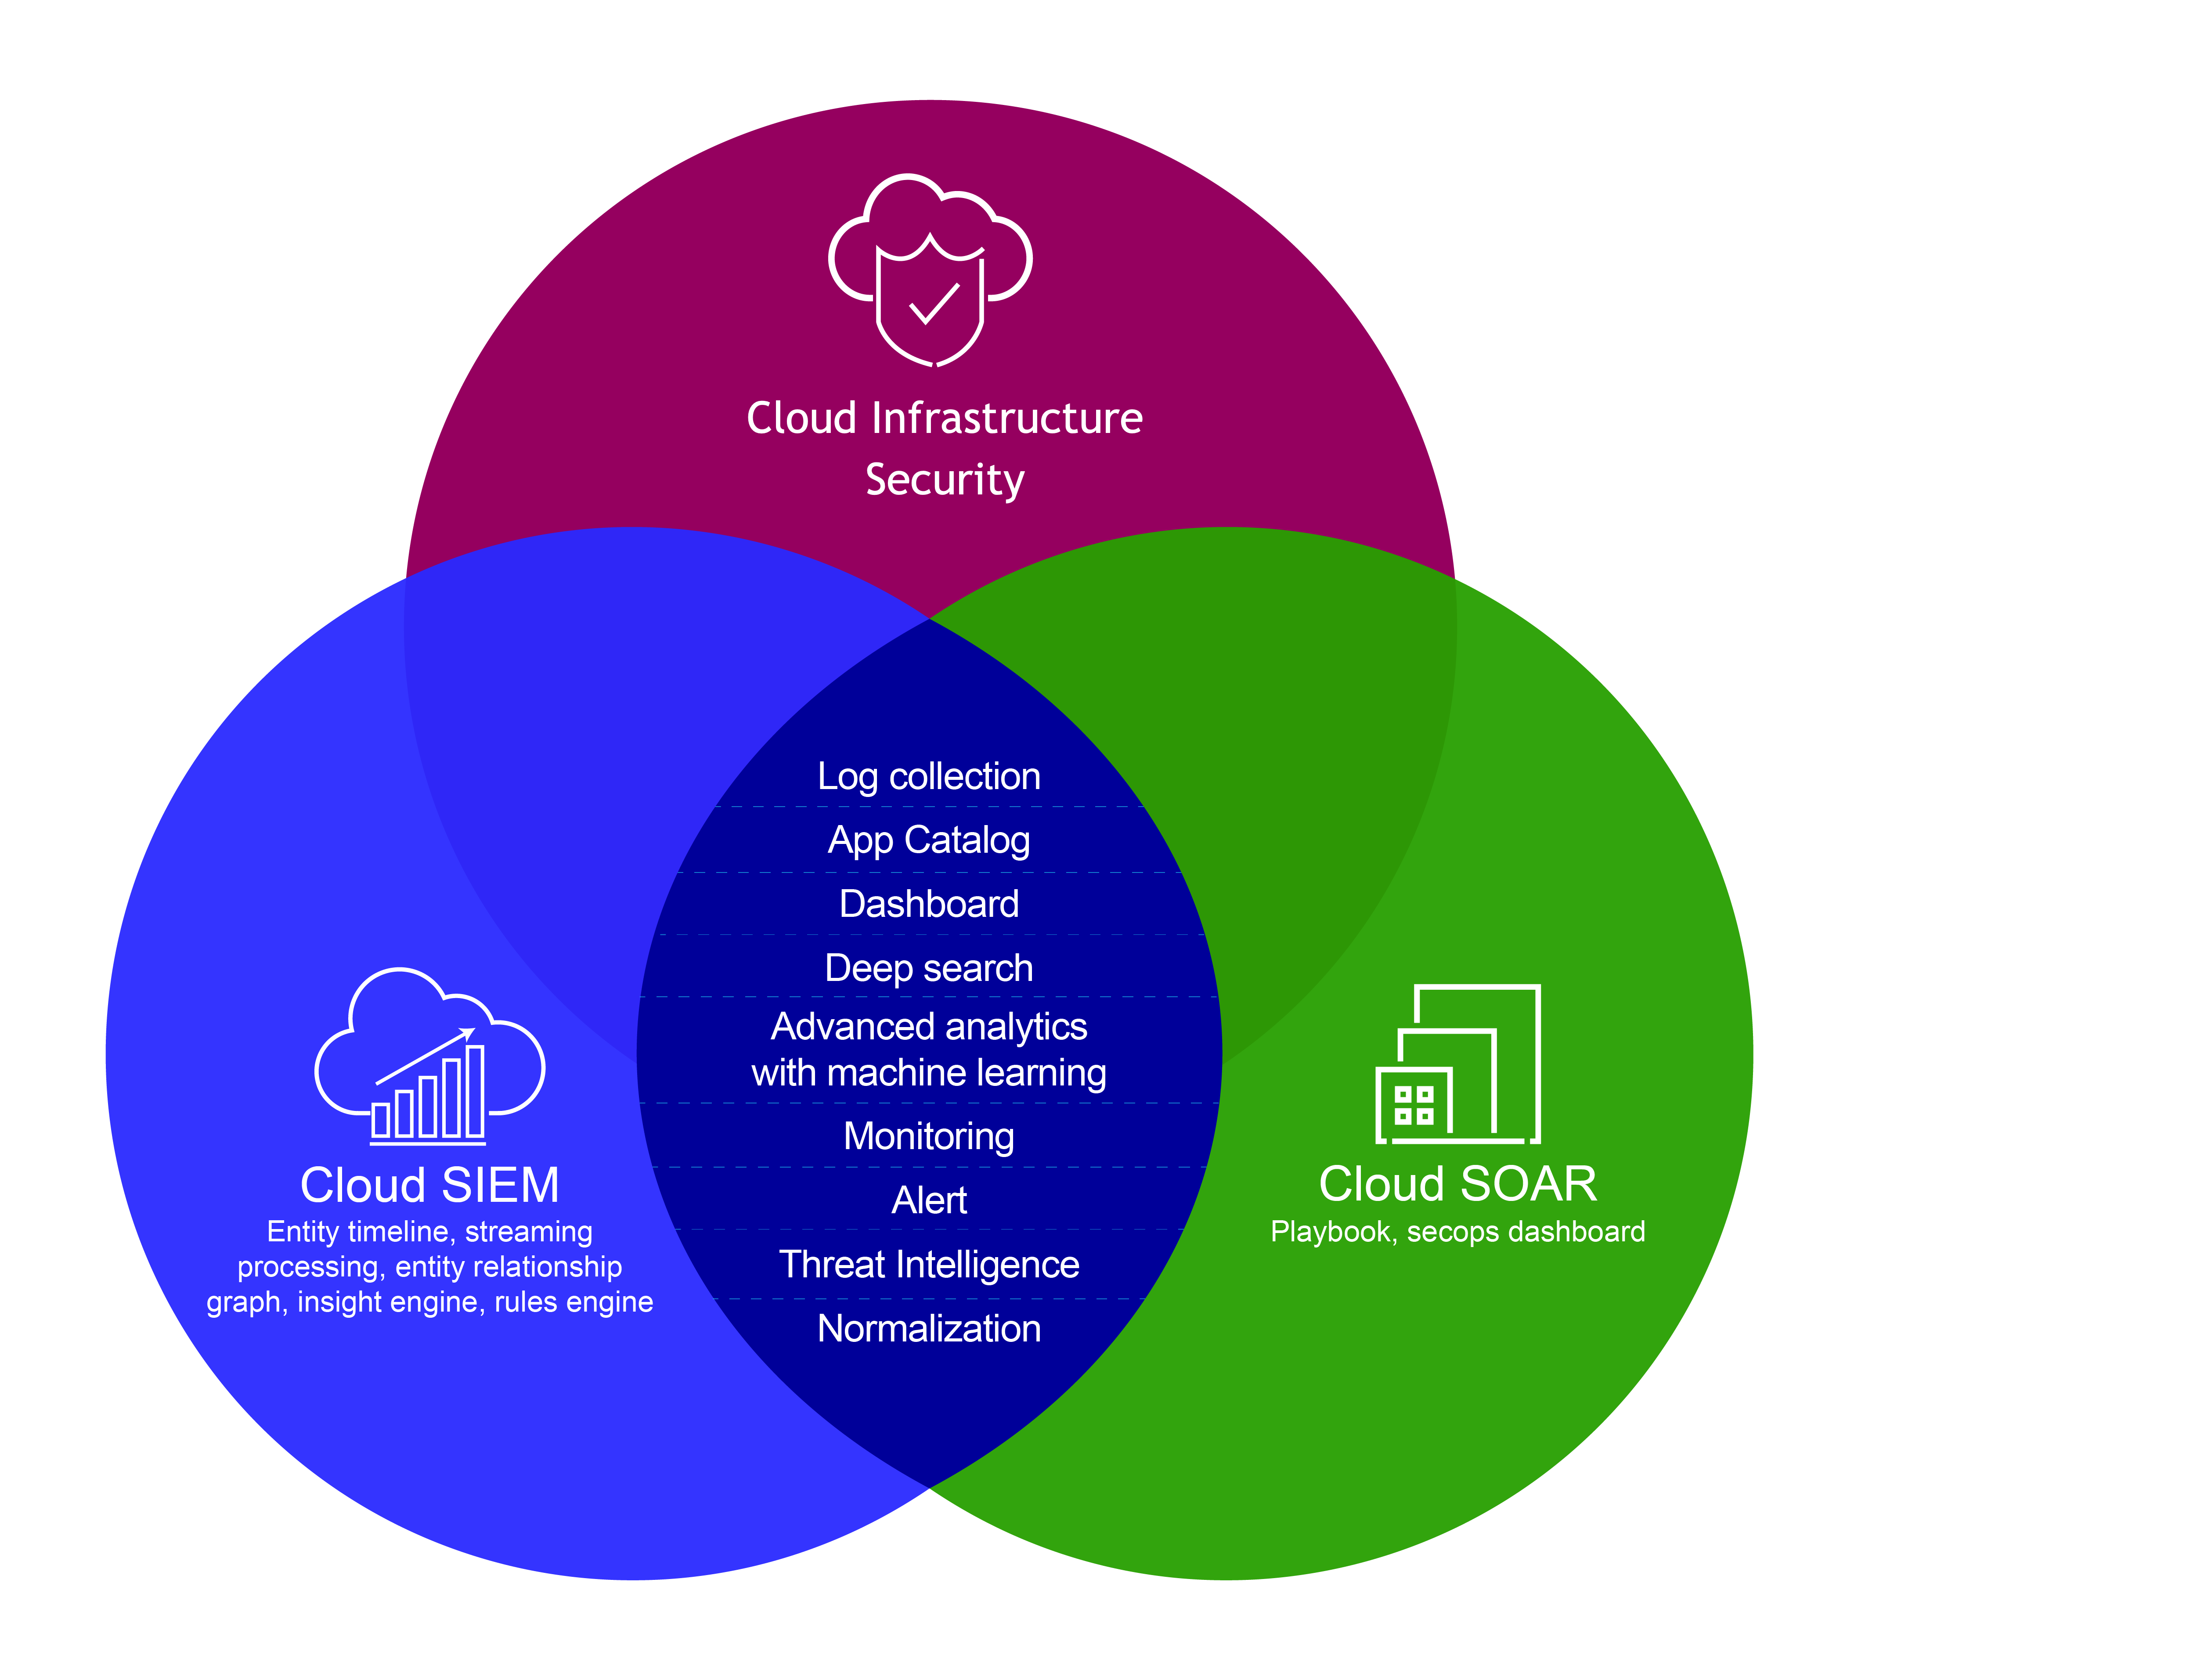 Cloud Infrastructure
Security
Log collection
App Catalog
Dashboard
Deep search
Advanced analytics
with machine learning
Monitoring
Alert
Threat Intelligence
Normalization
Cloud SIEM
Entity timeline, streaming
processing, entity relationship
graph, insight engine, rules engine
Cloud SOAR
Playbook, secops dashboard